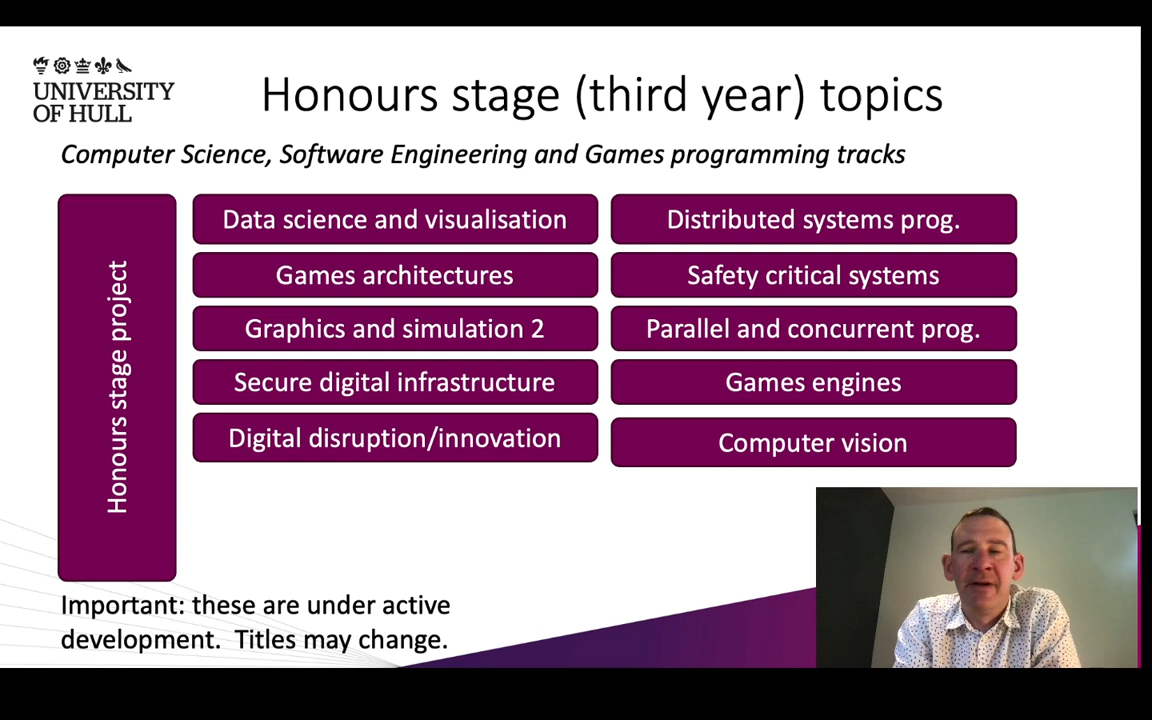 UNIVERSITY
OF HULL
Honours stage (third year) topics
Computer Science, Software Engineering and Games programming tracks
Honours stage project
Data science and visualisation
Distributed systems prog.
Games architectures
Safety critical systems
Graphics and simulation 2
Parallel and concurrent prog.
Secure digital infrastructure
Games engines
Digital disruption/innovation
Computer vision
Important: these are under active
development.  Titles may change.